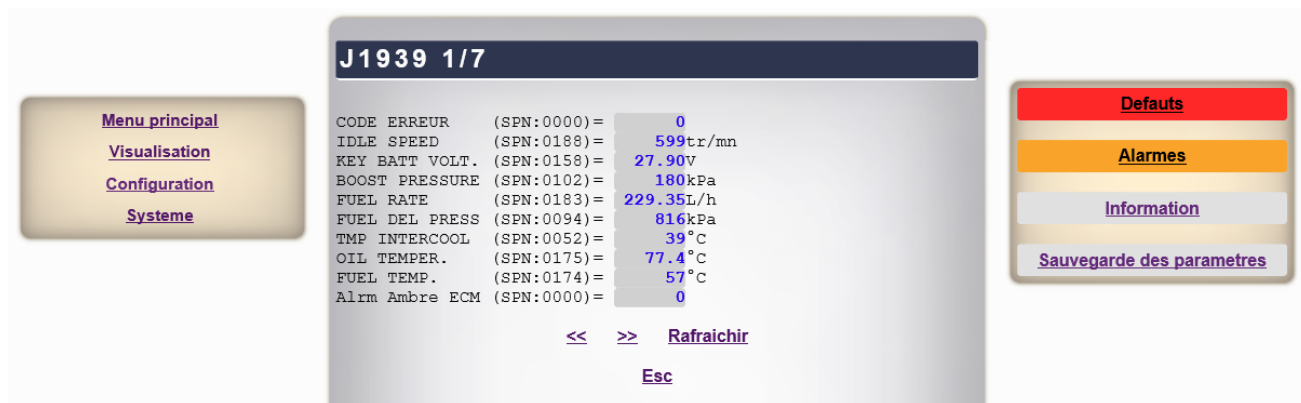 J1939 1/7
Menu principal
Visualisation
Configuration
Systeme
CODE ERREUR (SPN:0000)= 0
IDLE SPEED (SPN:0188)= 599tr/mn
KEY BATT VOLT. (SPN:0158)= 27.90V
BOOST PRESSURE (SPN:0102)= 180kPa
FUEL RATE (SPN:0183)= 229.35L/h
FUEL DEL PRESS (SPN:0094)= 816kPa
TMP INTERCOOL (SPN:0052)= 39°C
OIL TEMPER. (SPN:0175)= 77.4°C
FUEL TEMP. (SPN:0174)= 57°C
Alrm Ambre ECM (SPN:0000)= 0
<< >> Rafraichir
Esc
Defauts
Alarmes
Information
Sauvegarde des parametres